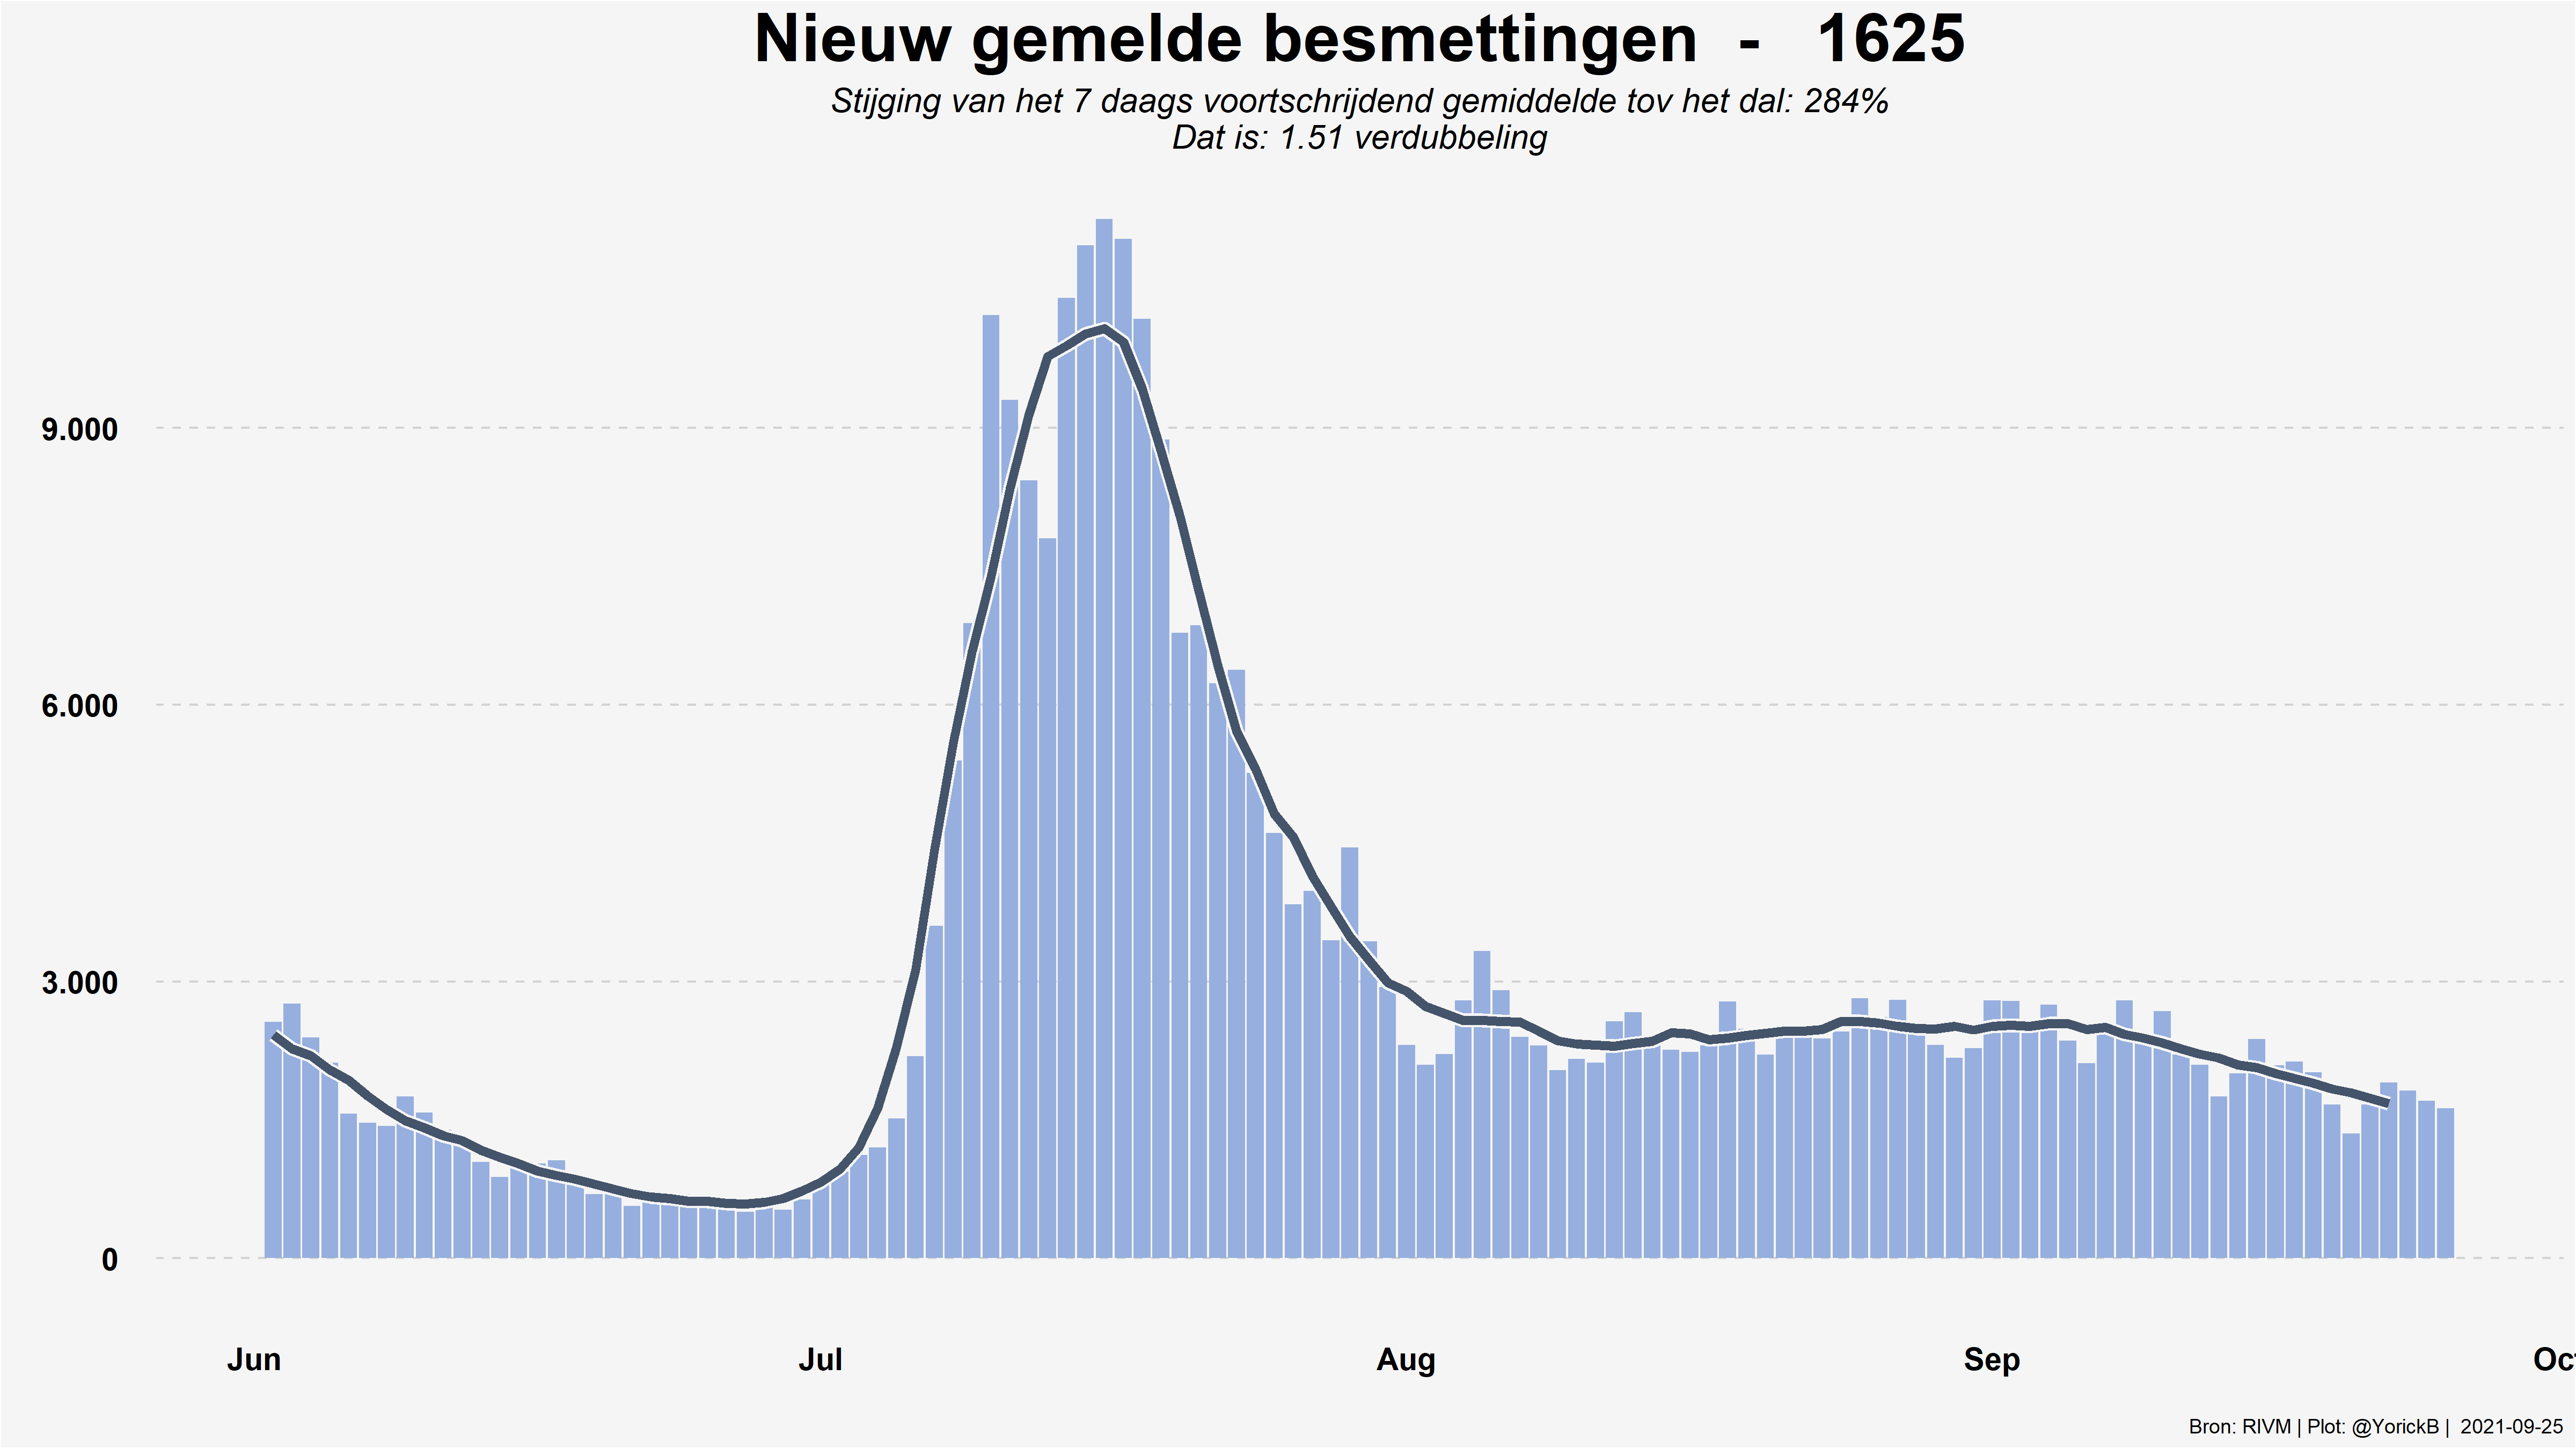 Nieuw gemelde besmettingen - 1625
Stijging van het 7 daags voortschrijdend gemiddelde tov het dal: 284%
Dat is: 1.51 verdubbeling
9.000
6.000
3.000
0
Jun Jul Aug Sep Oct
Bron: RIVM | Plot: @YorickB | 2021-09-25